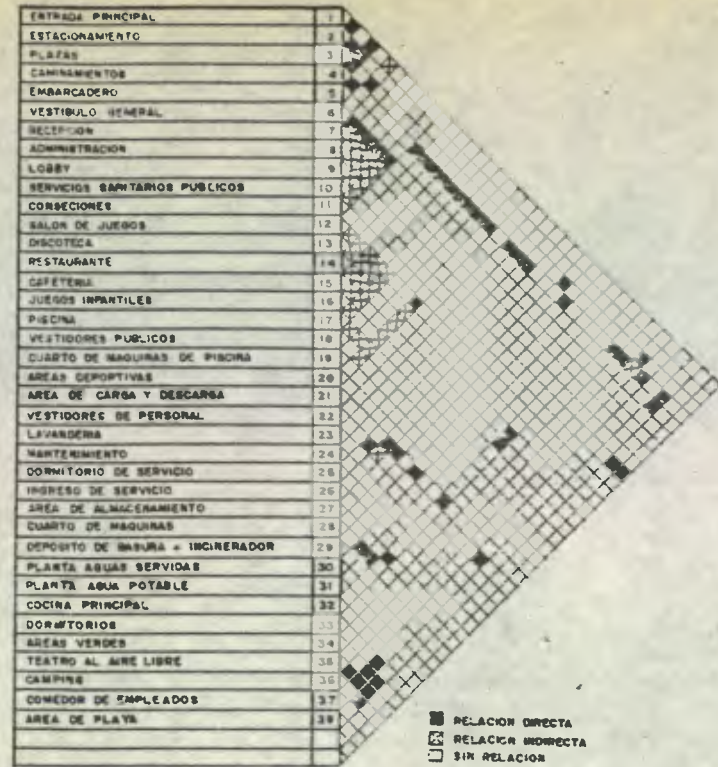 ENTRADA PRINCIPAL 1
ESTACIONAMIENTO 2
PLAZAS 3
CAMINAMIENTOS 4
EMBARCADERO 5
VESTIBULO GENERAL 6
RECEPCION 7
ADMINISTRACION 8
LOBBY 9
SERVICIOS SANITARIOS PUBLICOS 10
CONSECIONES 11
SALON DE JUEGOS 12
DISCOTECA 13
RESTAURANTE 14
CAFETERIA 15
JUEGOS INFANTILES 16
PISCINA 17
VESTIDORES PUBLICOS 18
CUARTO DE MAQUINAS DE PISCINA 19
AREAS DEPORTIVAS 20
AREA DE CARGA Y DESCARGA 21
VESTIDORES DE PERSONAL 22
LAVANDERIA 23
MANTENIMIENTO 24
DORMITORIO DE SERVICIO 25
INGRESO DE SERVICIO 26
AREA DE ALMACENAMIENTO 27
CUARTO DE MAQUINAS 28
DEPOSITO DE BASURA + INCINERADOR 29
PLANTA AGUAS SERVIDAS 30
PLANTA AGUA POTABLE 31
COCINA PRINCIPAL 32
DORMITORIOS 33
AREAS VERDES 34
TEATRO AL AIRE LIBRE
CAMPING 36
COMEDOR DE EMPLEADOS 37
AREA DE PLAYA
RELACION DIRECTA
RELACION INDIRECTA
SIN RELACION